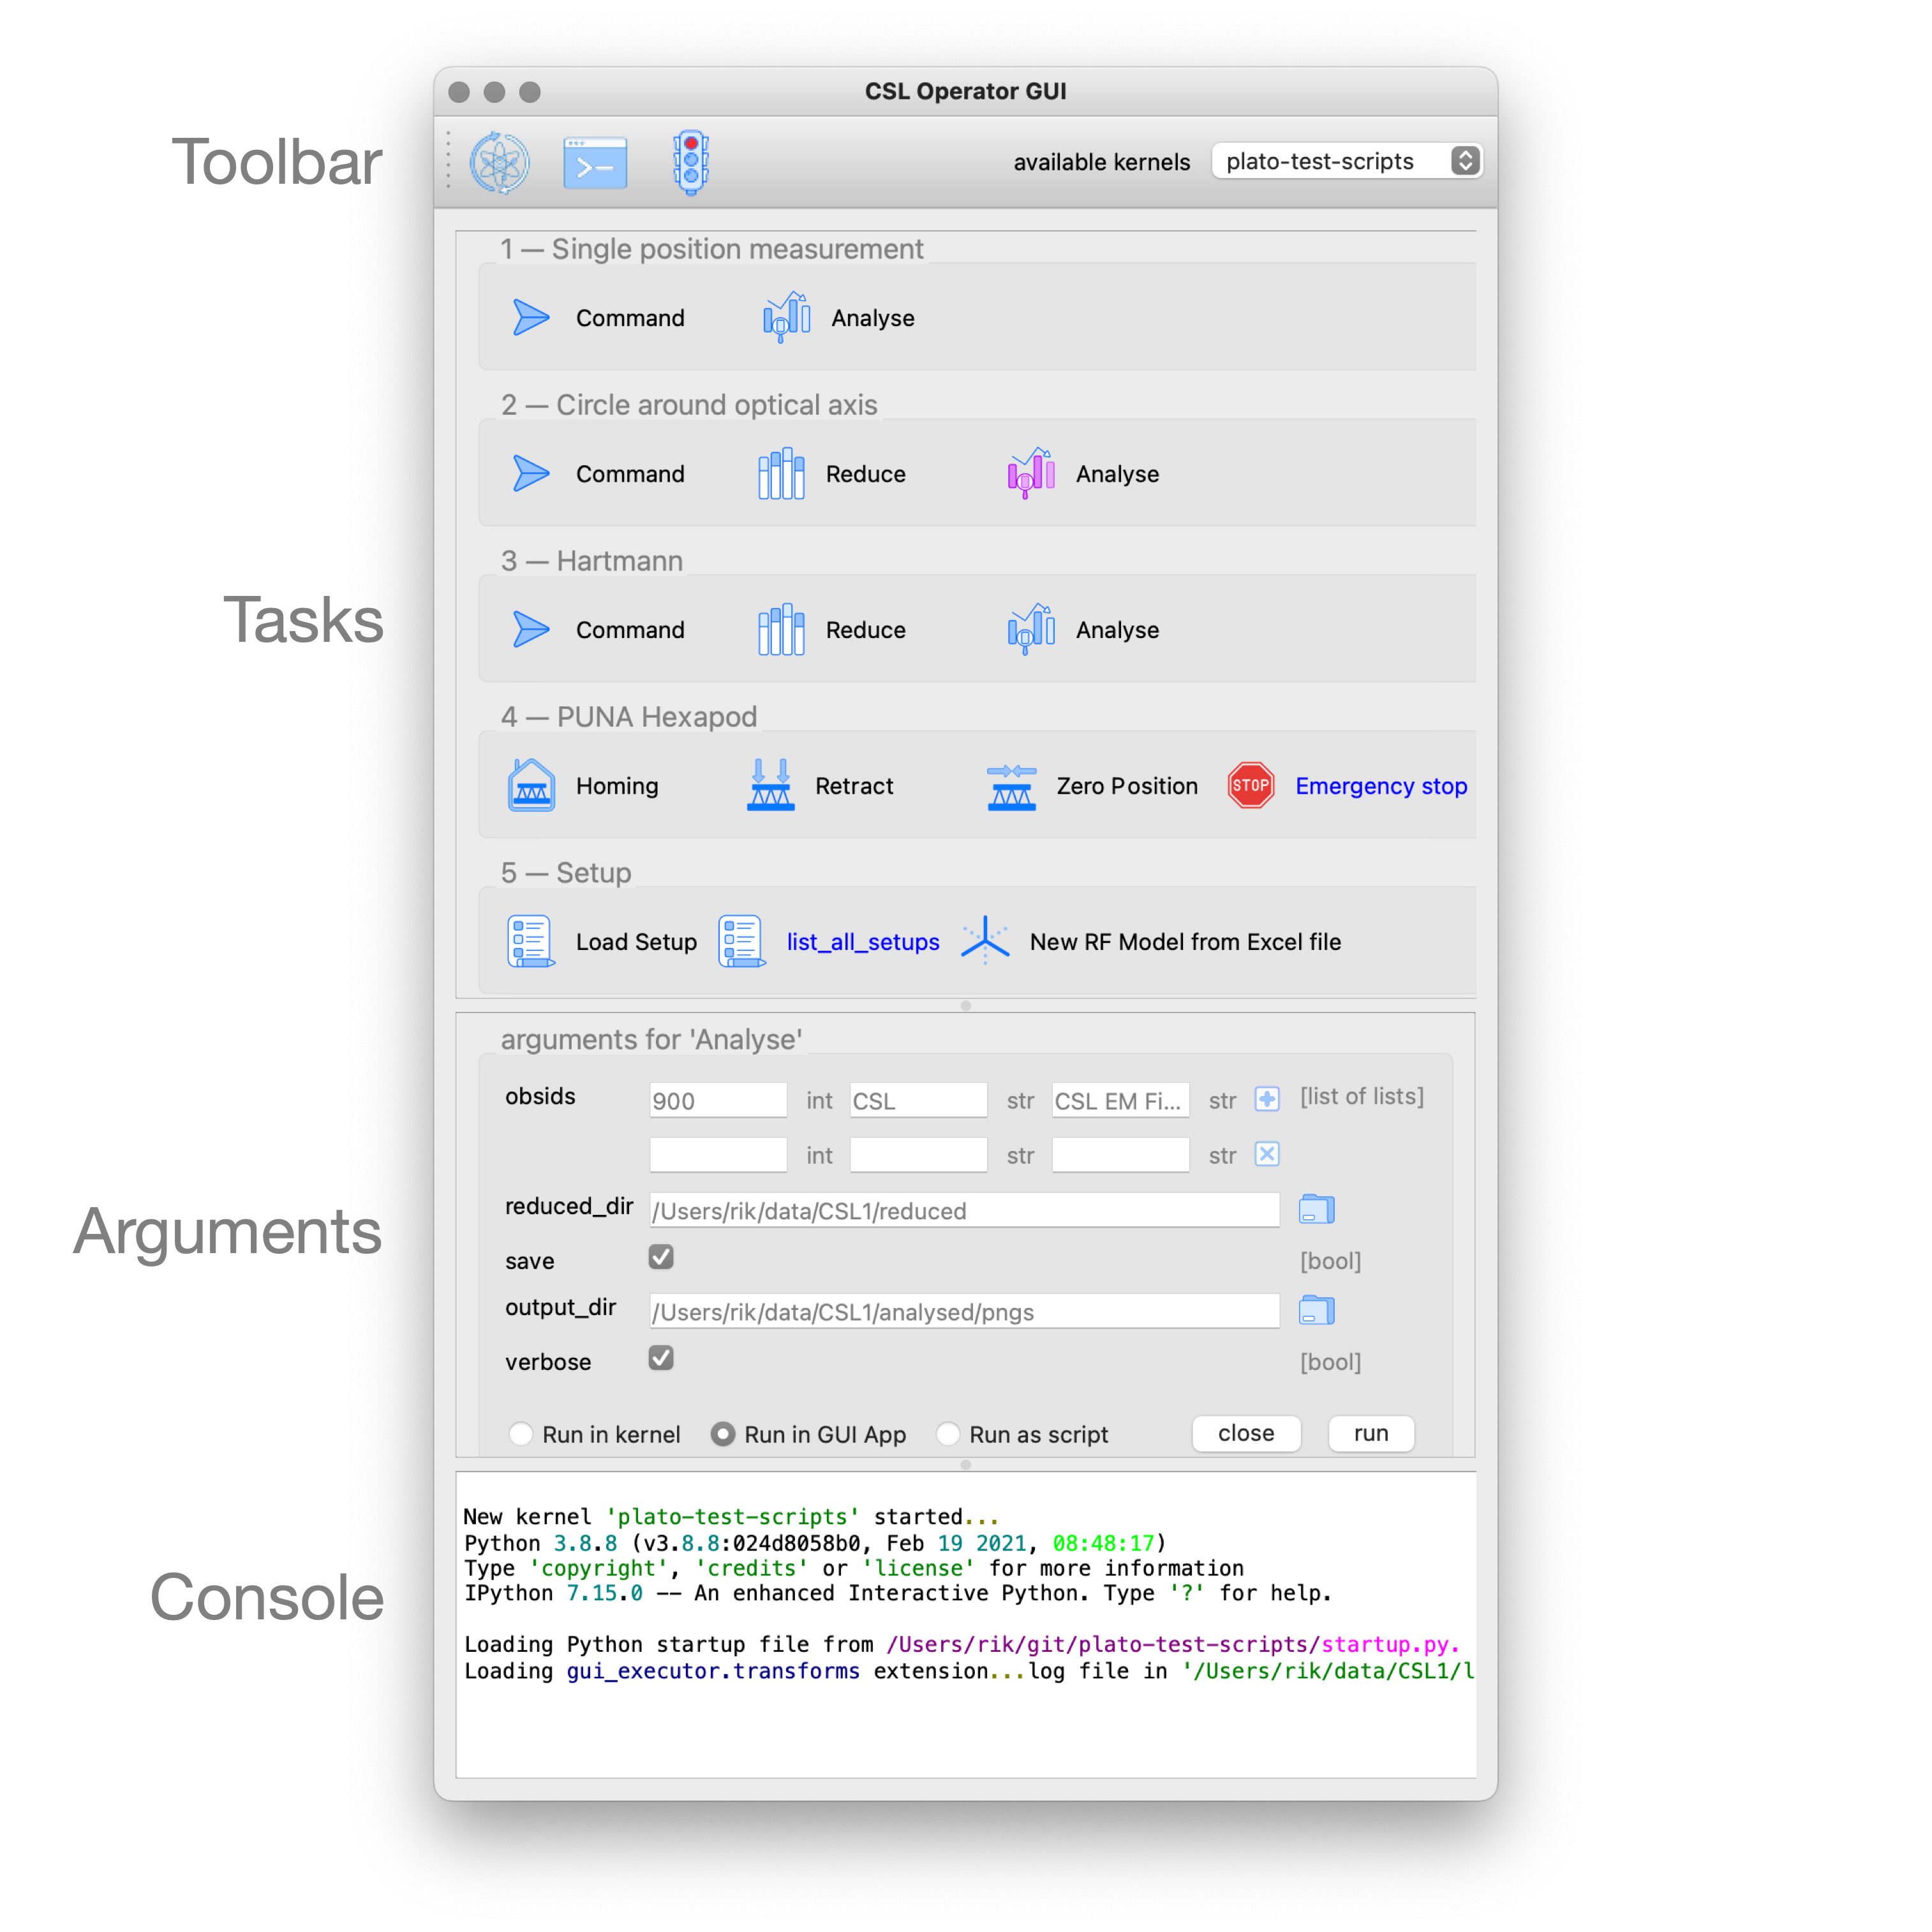 CSL Operator GUI
Toolbar
available kernels plato-test-scripts
1 — Single position measurement
Command Analyse
2 — Circle around optical axis
Command Reduce Analyse
3 — Hartmann
Tasks
Command Reduce Analyse
4 — PUNA Hexapod
Homing Retract Zero Position STOP Emergency stop
5 — Setup
Load Setup list_all_setups New RF Model from Excel file
arguments for 'Analyse'
obsids 900 int CSL str CSL EM Fi... str [list of lists]
int str str
Arguments
reduced_dir /Users/rik/data/CSL1/reduced
save [bool]
output_dir /Users/rik/data/CSL1/analysed/pngs
verbose [bool]
Run in kernel Run in GUI App Run as script close run
Console
New kernel 'plato-test-scripts' started...
Python 3.8.8 (v3.8.8:024d8058b0, Feb 19 2021, 08:48:17)
Type 'copyright', 'credits' or 'license' for more information
IPython 7.15.0 -- An enhanced Interactive Python. Type '?' for help.
Loading Python startup file from /Users/rik/git/plato-test-scripts/startup.py.
Loading gui_executor.transforms extension...log file in '/Users/rik/data/CSL1/l